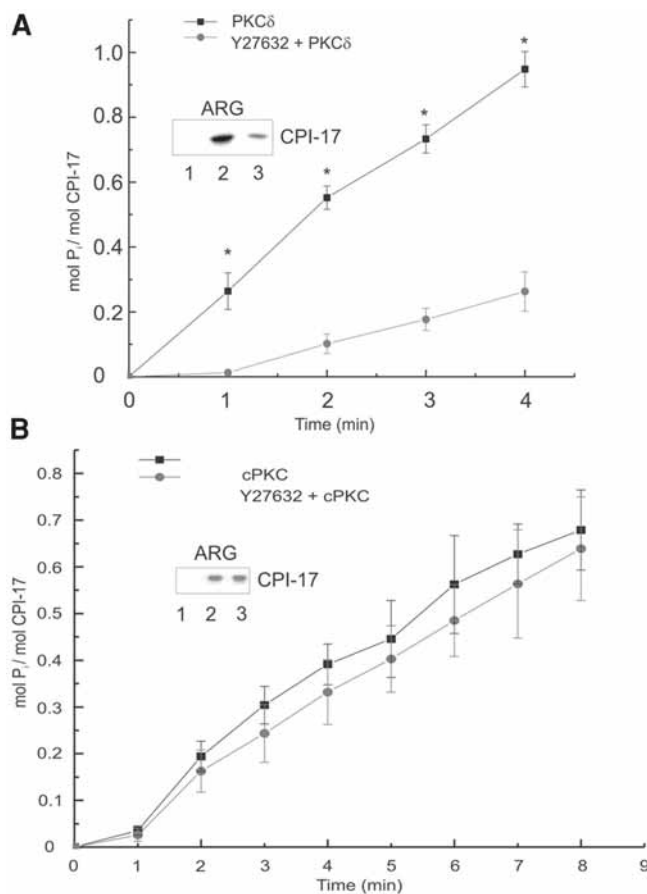 A
PKCδ
Y27632 + PKCδ
1.0
0.8
0.6
0.4
0.2
0
mol Pi / mol CPI-17
ARG
CPI-17
1 2 3
* * * *
0 1 2 3 4
Time (min)
B
cPKC
Y27632 + cPKC
0.8
0.7
0.6
0.5
0.4
0.3
0.2
0.1
0
mol Pi / mol CPI-17
ARG
CPI-17
1 2 3
0 1 2 3 4 5 6 7 8 9
Time (min)